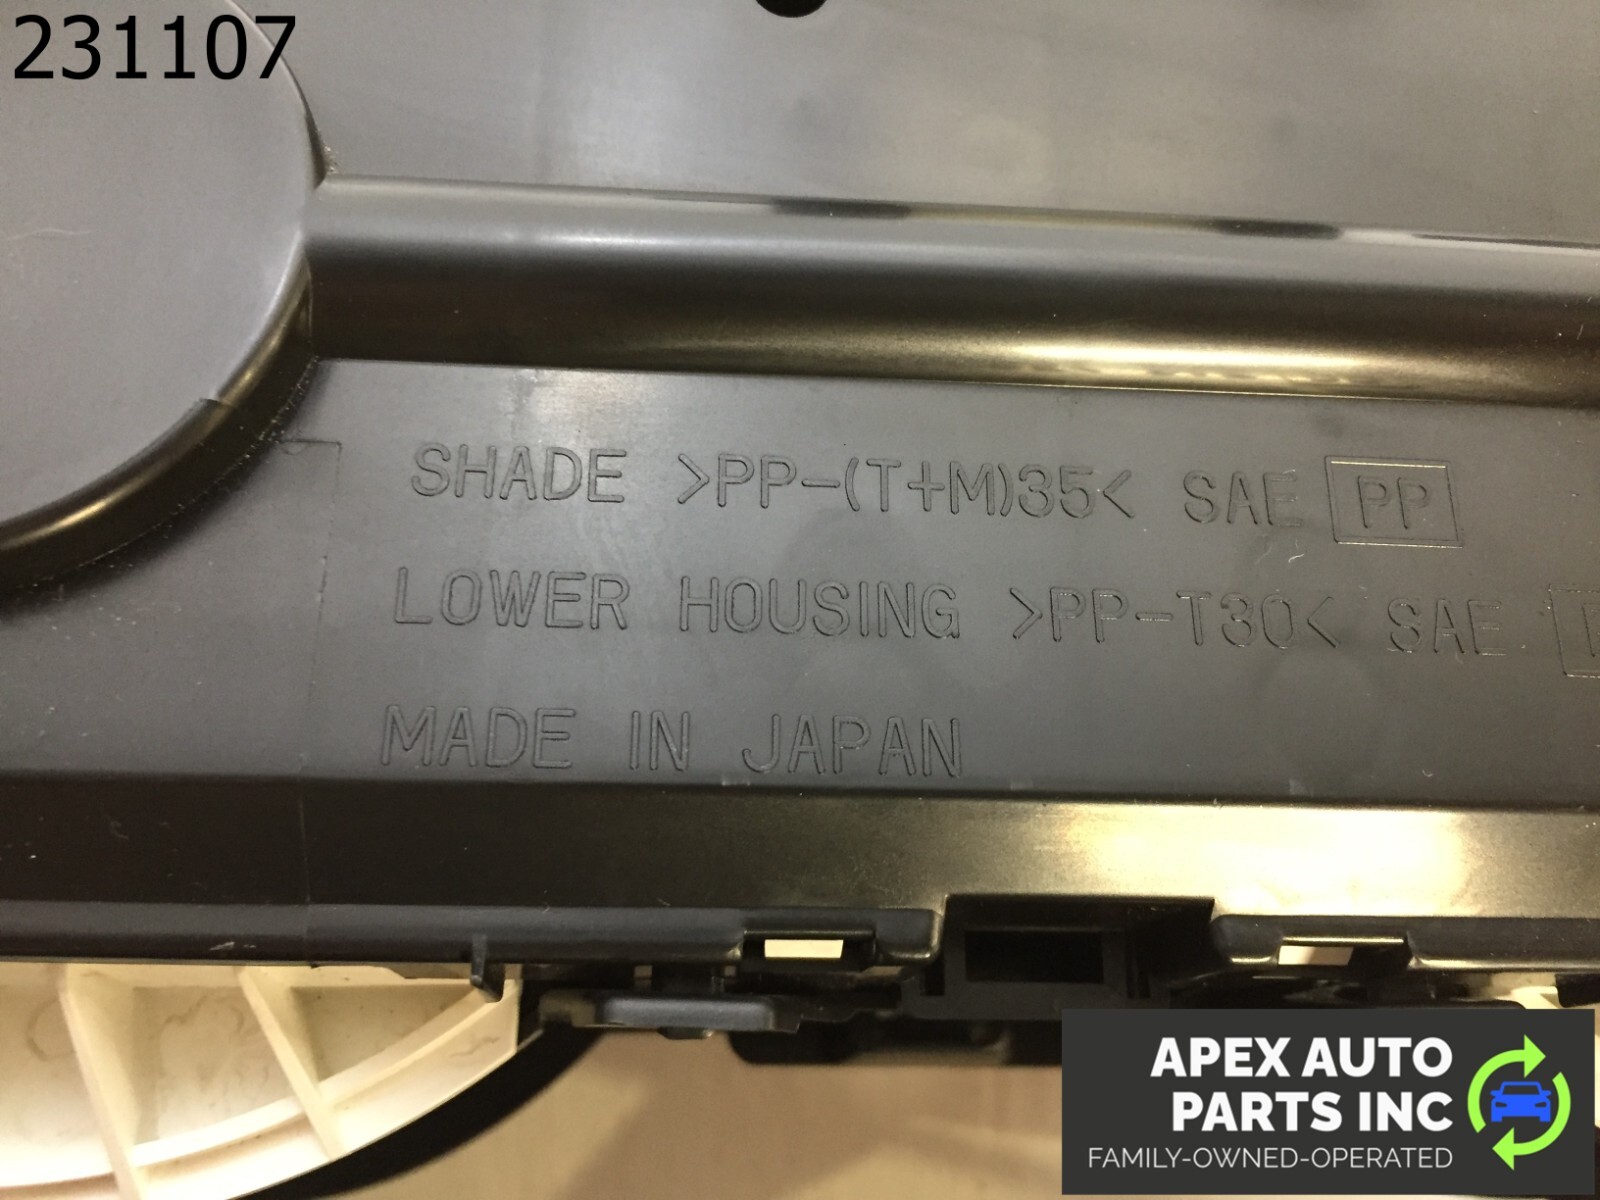 231107
SHADE >PP-(T+M)35< SAE PP
LOWER HOUSING >PP-T30< SAE
MADE IN JAPAN
APEX AUTO
PARTS INC
FAMILY-OWNED-OPERATED